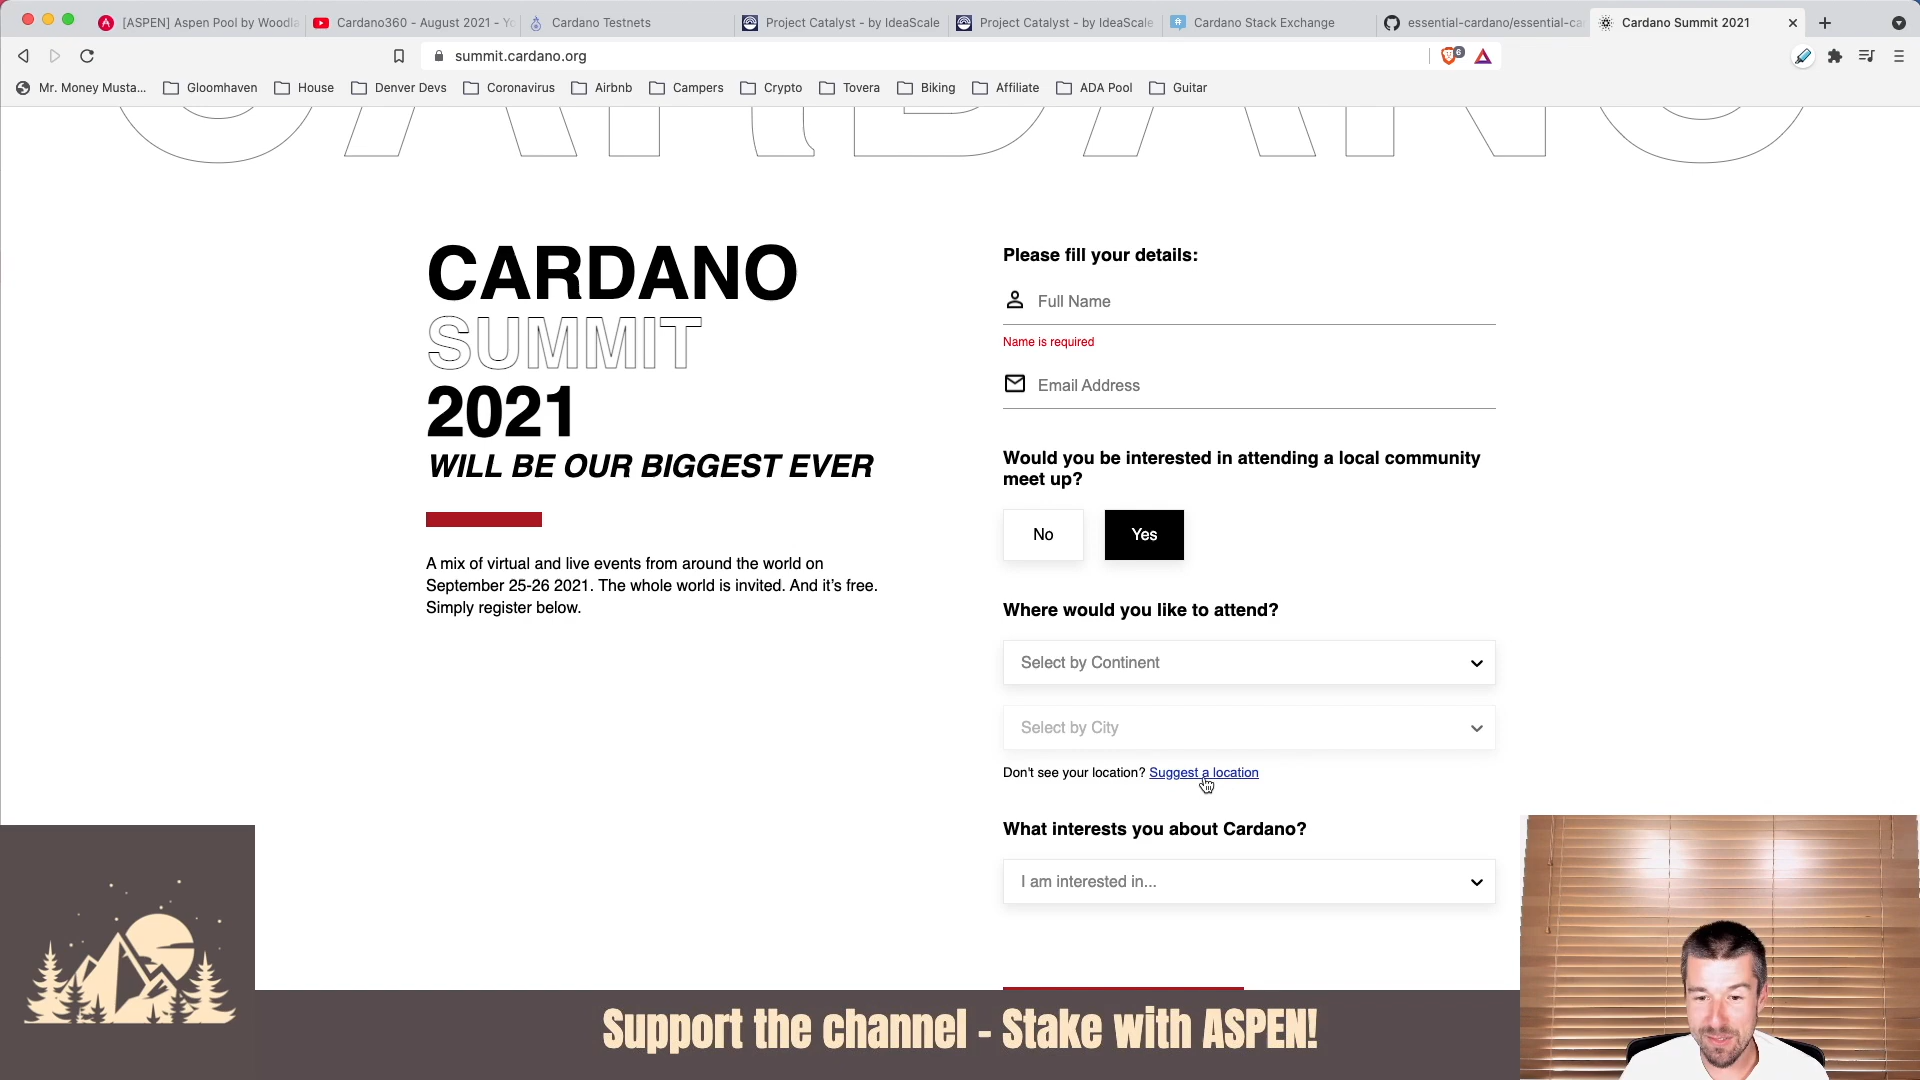 [ASPEN] Aspen Pool by Woodla
Cardano360 - August 2021 - Yo
Cardano Testnets
Project Catalyst - by IdeaScale
Project Catalyst - by IdeaScale
Cardano Stack Exchange
essential-cardano/essential-car
Cardano Summit 2021
summit.cardano.org
6
Mr. Money Musta...
Gloomhaven
House
Denver Devs
Coronavirus
Airbnb
Campers
Crypto
Tovera
Biking
Affiliate
ADA Pool
Guitar
CARDANO
CARDANO
SUMMIT
2021
WILL BE OUR BIGGEST EVER
A mix of virtual and live events from around the world on
September 25-26 2021. The whole world is invited. And it's free.
Simply register below.
Please fill your details:
Full Name
Name is required
Email Address
Would you be interested in attending a local community
meet up?
No
Yes
Where would you like to attend?
Select by Continent
Select by City
Don't see your location? Suggest a location
What interests you about Cardano?
I am interested in...
Support the channel - Stake with ASPEN!